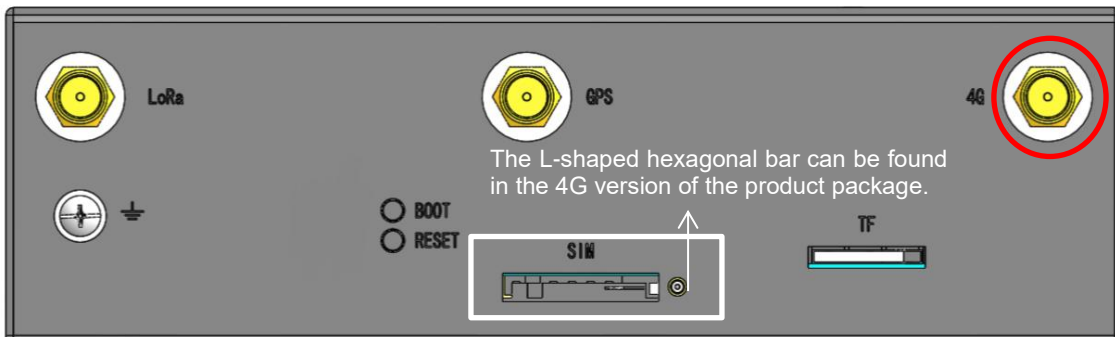 LoRa
GPS
4G
The L-shaped hexagonal bar can be found
in the 4G version of the product package.
BOOT
RESET
SIM
TF